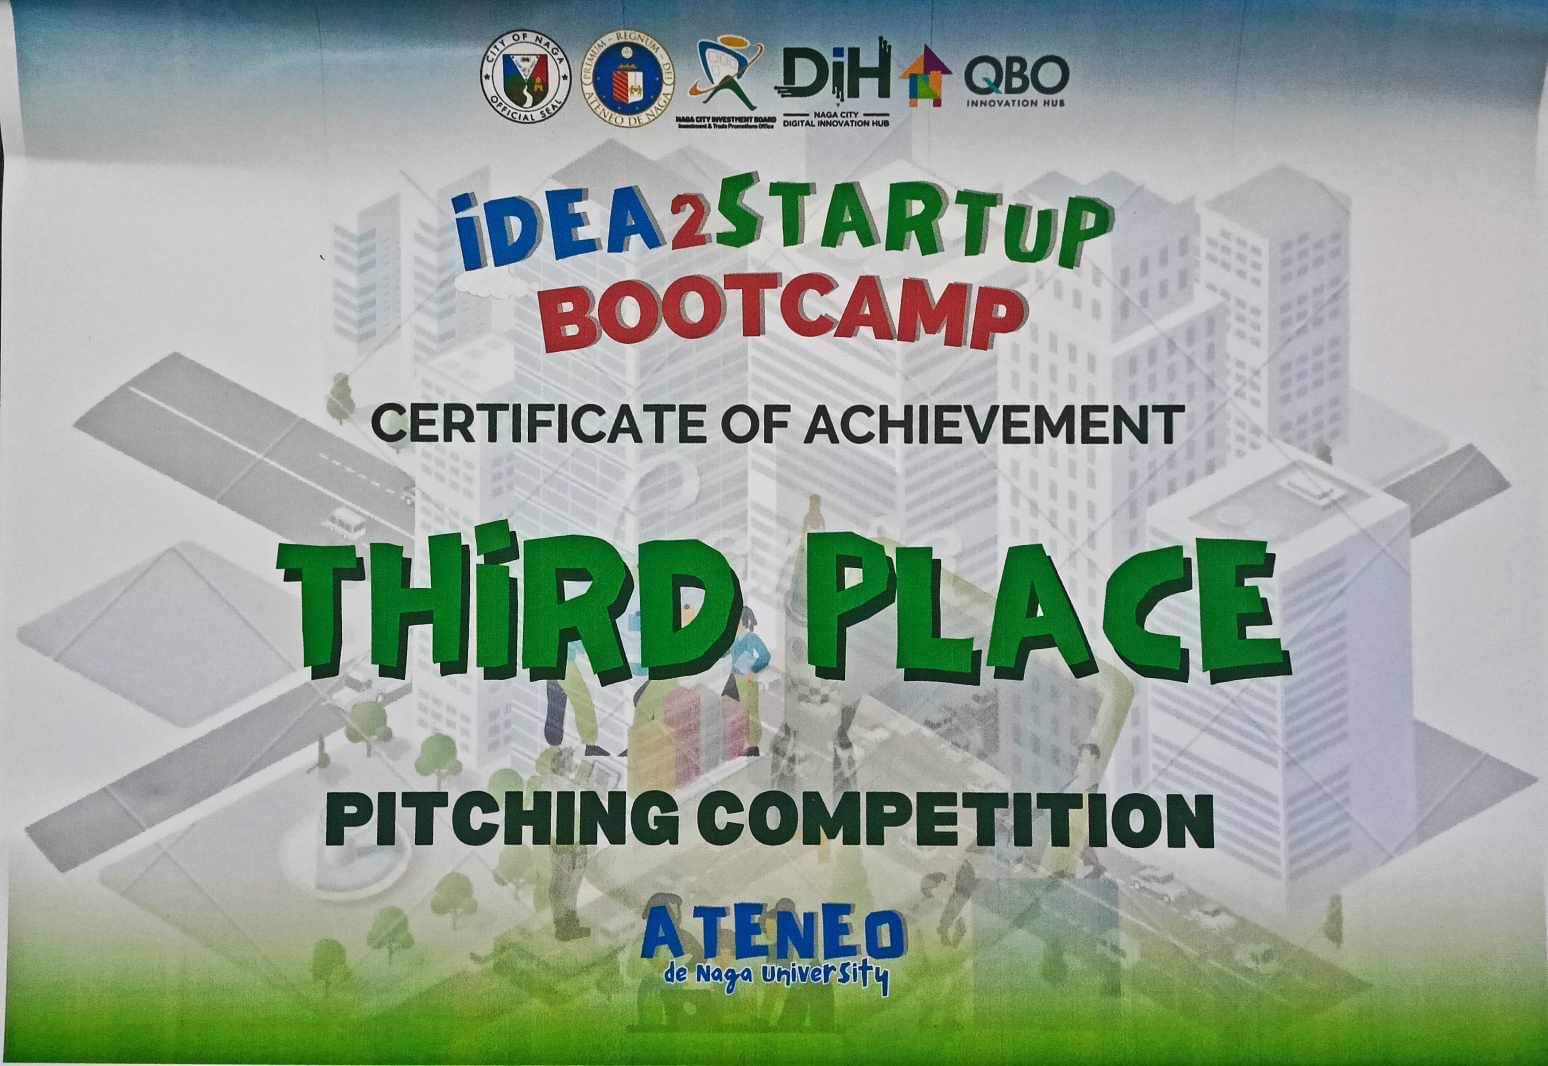 CITY OF NAGA
OFFICIAL SEAL
PRIMUM - REGNUM - DEI
ATENEO DE NAGA
NAGA CITY INVESTMENT BOARD
Investment & Trade Promotions Office
DiH
NAGA CITY
DIGITAL INNOVATION HUB
QBO
INNOVATION HUB
iDEA2STARTuP
BOOTCAMP
CERTIFICATE OF ACHIEVEMENT
THiRD PLACE
PITCHING COMPETITION
ATENEO
de Naga university